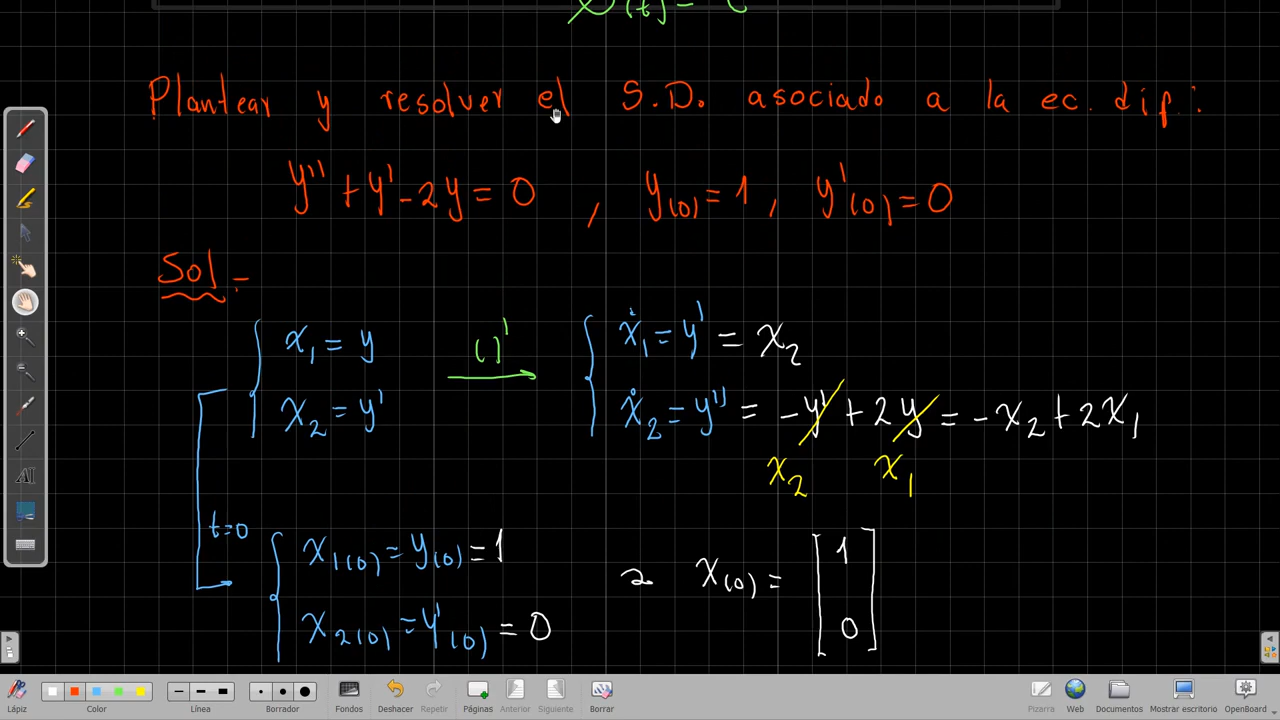 X(t) =
Plantear y resolver el S.D. asociado a la ec. dif:
y'' + y' - 2y = 0 , y(0) = 1 , y'(0) = 0
Sol =
x₁ = y
x₂ = y'
( )'
ẋ₁ = y' = x₂
ẋ₂ = y'' = -y' + 2y = -x₂ + 2x₁
x₂ x₁
t=0
x₁(0) = y(0) = 1
x₂(0) = y'(0) = 0
X(0) = [1
0]
Lápiz
Color
Línea
Borrador
Fondos
Deshacer
Repetir
Páginas
Anterior
Siguiente
Borrar
Pizarra
Web
Documentos
Mostrar escritorio
OpenBoard